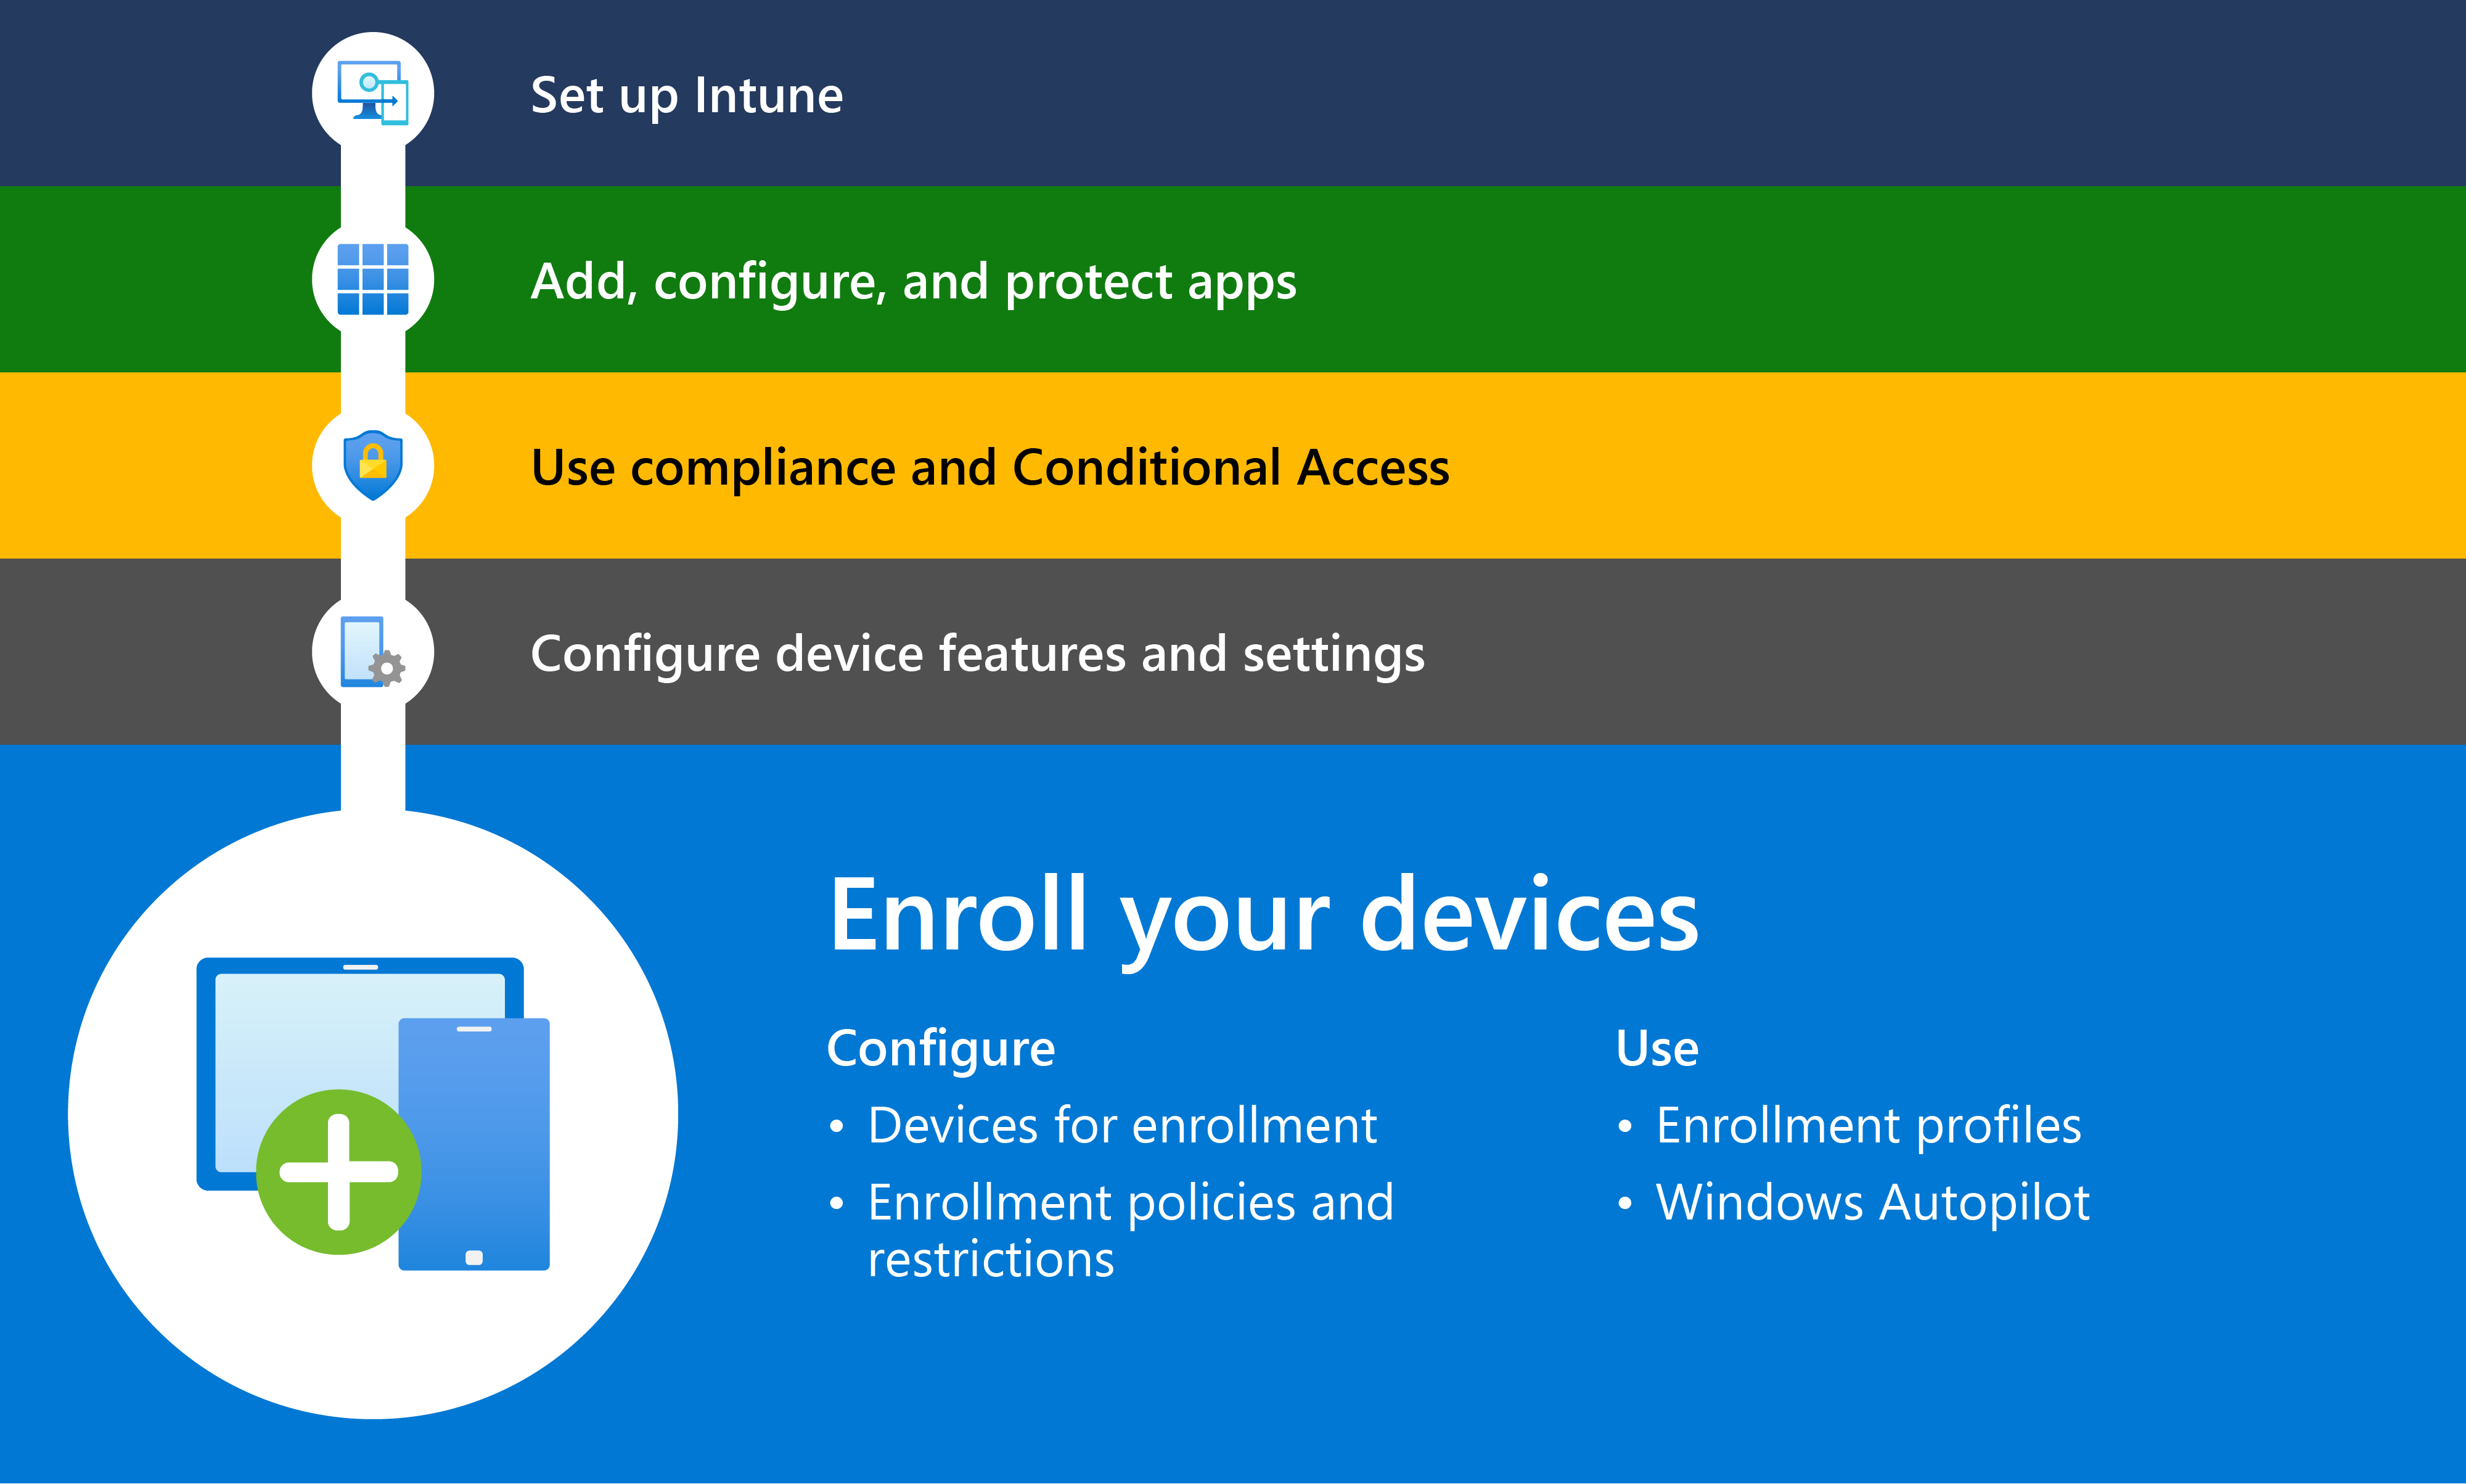 Set up Intune
Add, configure, and protect apps
Use compliance and Conditional Access
Configure device features and settings
Enroll your devices
Configure
• Devices for enrollment
• Enrollment policies and
restrictions
Use
• Enrollment profiles
• Windows Autopilot